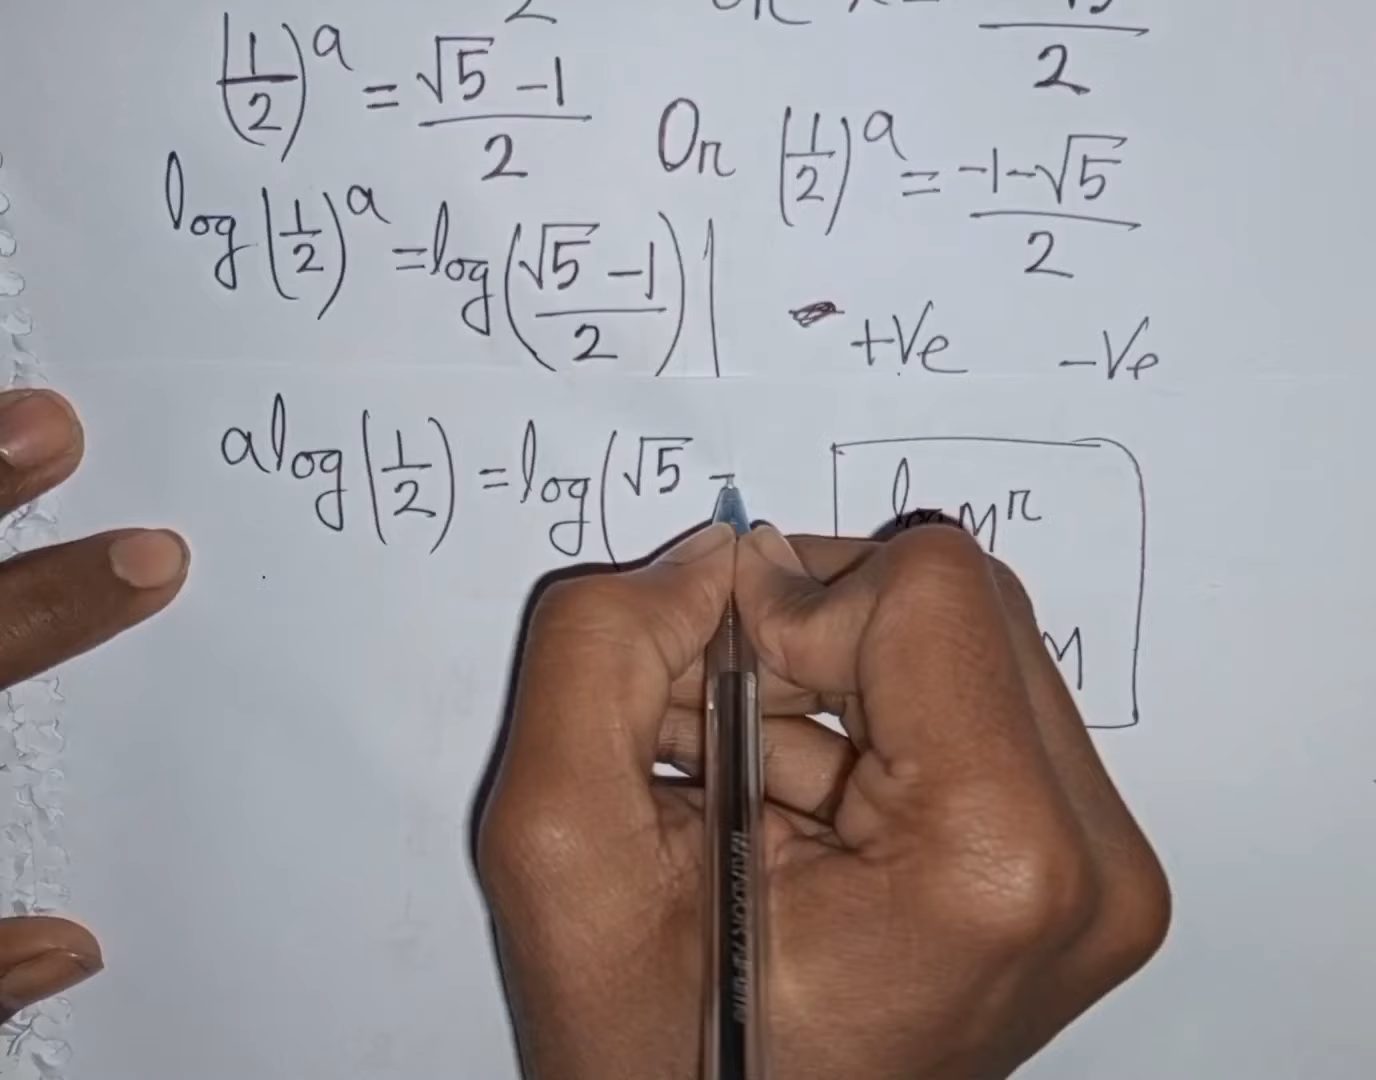 (1/2)^a = (√5 -1)/2 Or (1/2)^a = (-1-√5)/2
log(1/2)^a = log((√5 -1)/2)
+Ve -Ve
a log(1/2) = log(√5 -
M^r
M